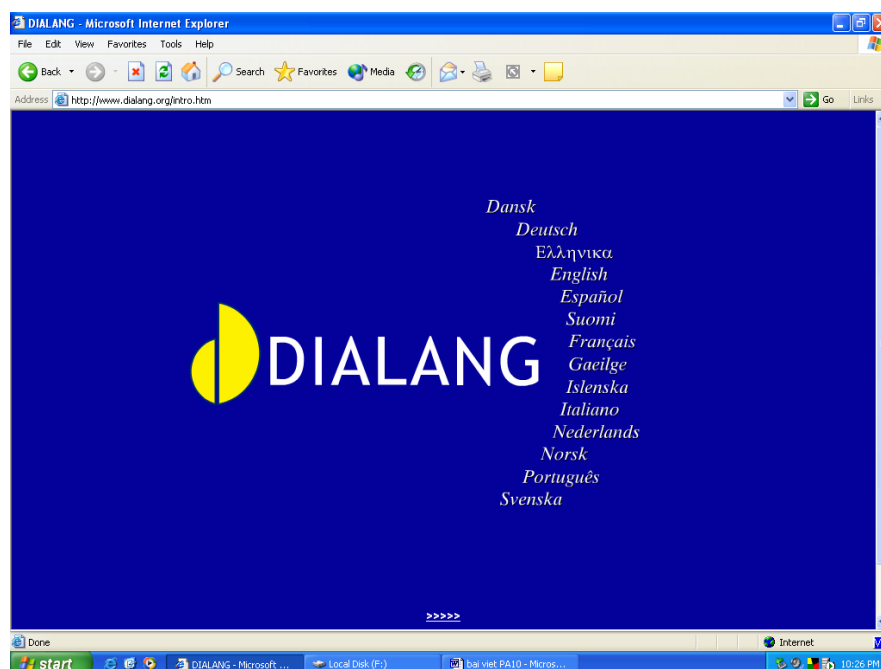 DIALANG - Microsoft Internet Explorer
File Edit View Favorites Tools Help
Back Search Favorites Media
Address http://www.dialang.org/intro.htm Go Links
Dansk
Deutsch
Ελληνικα
English
Español
Suomi
Français
DIALANG
Gaeilge
Islenska
Italiano
Nederlands
Norsk
Português
Svenska
>>>>>
Done Internet
start DIALANG - Microsoft ... Local Disk (F:) bai viet PA10 - Micros... 10:26 PM